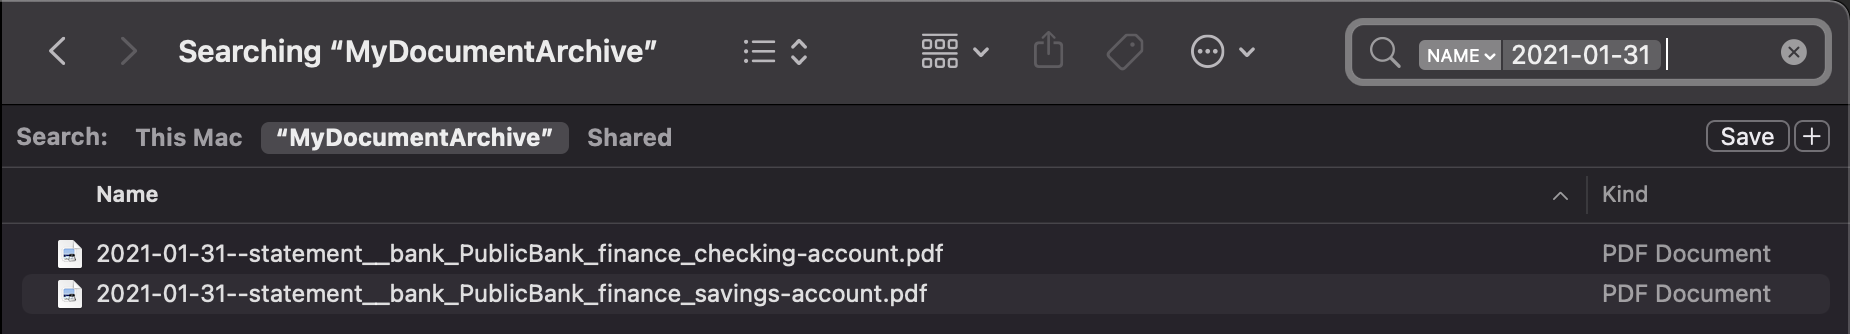 Searching “MyDocumentArchive” NAME 2021-01-31
Search: This Mac “MyDocumentArchive” Shared Save +
Name Kind
2021-01-31--statement__bank_PublicBank_finance_checking-account.pdf PDF Document
2021-01-31--statement__bank_PublicBank_finance_savings-account.pdf PDF Document